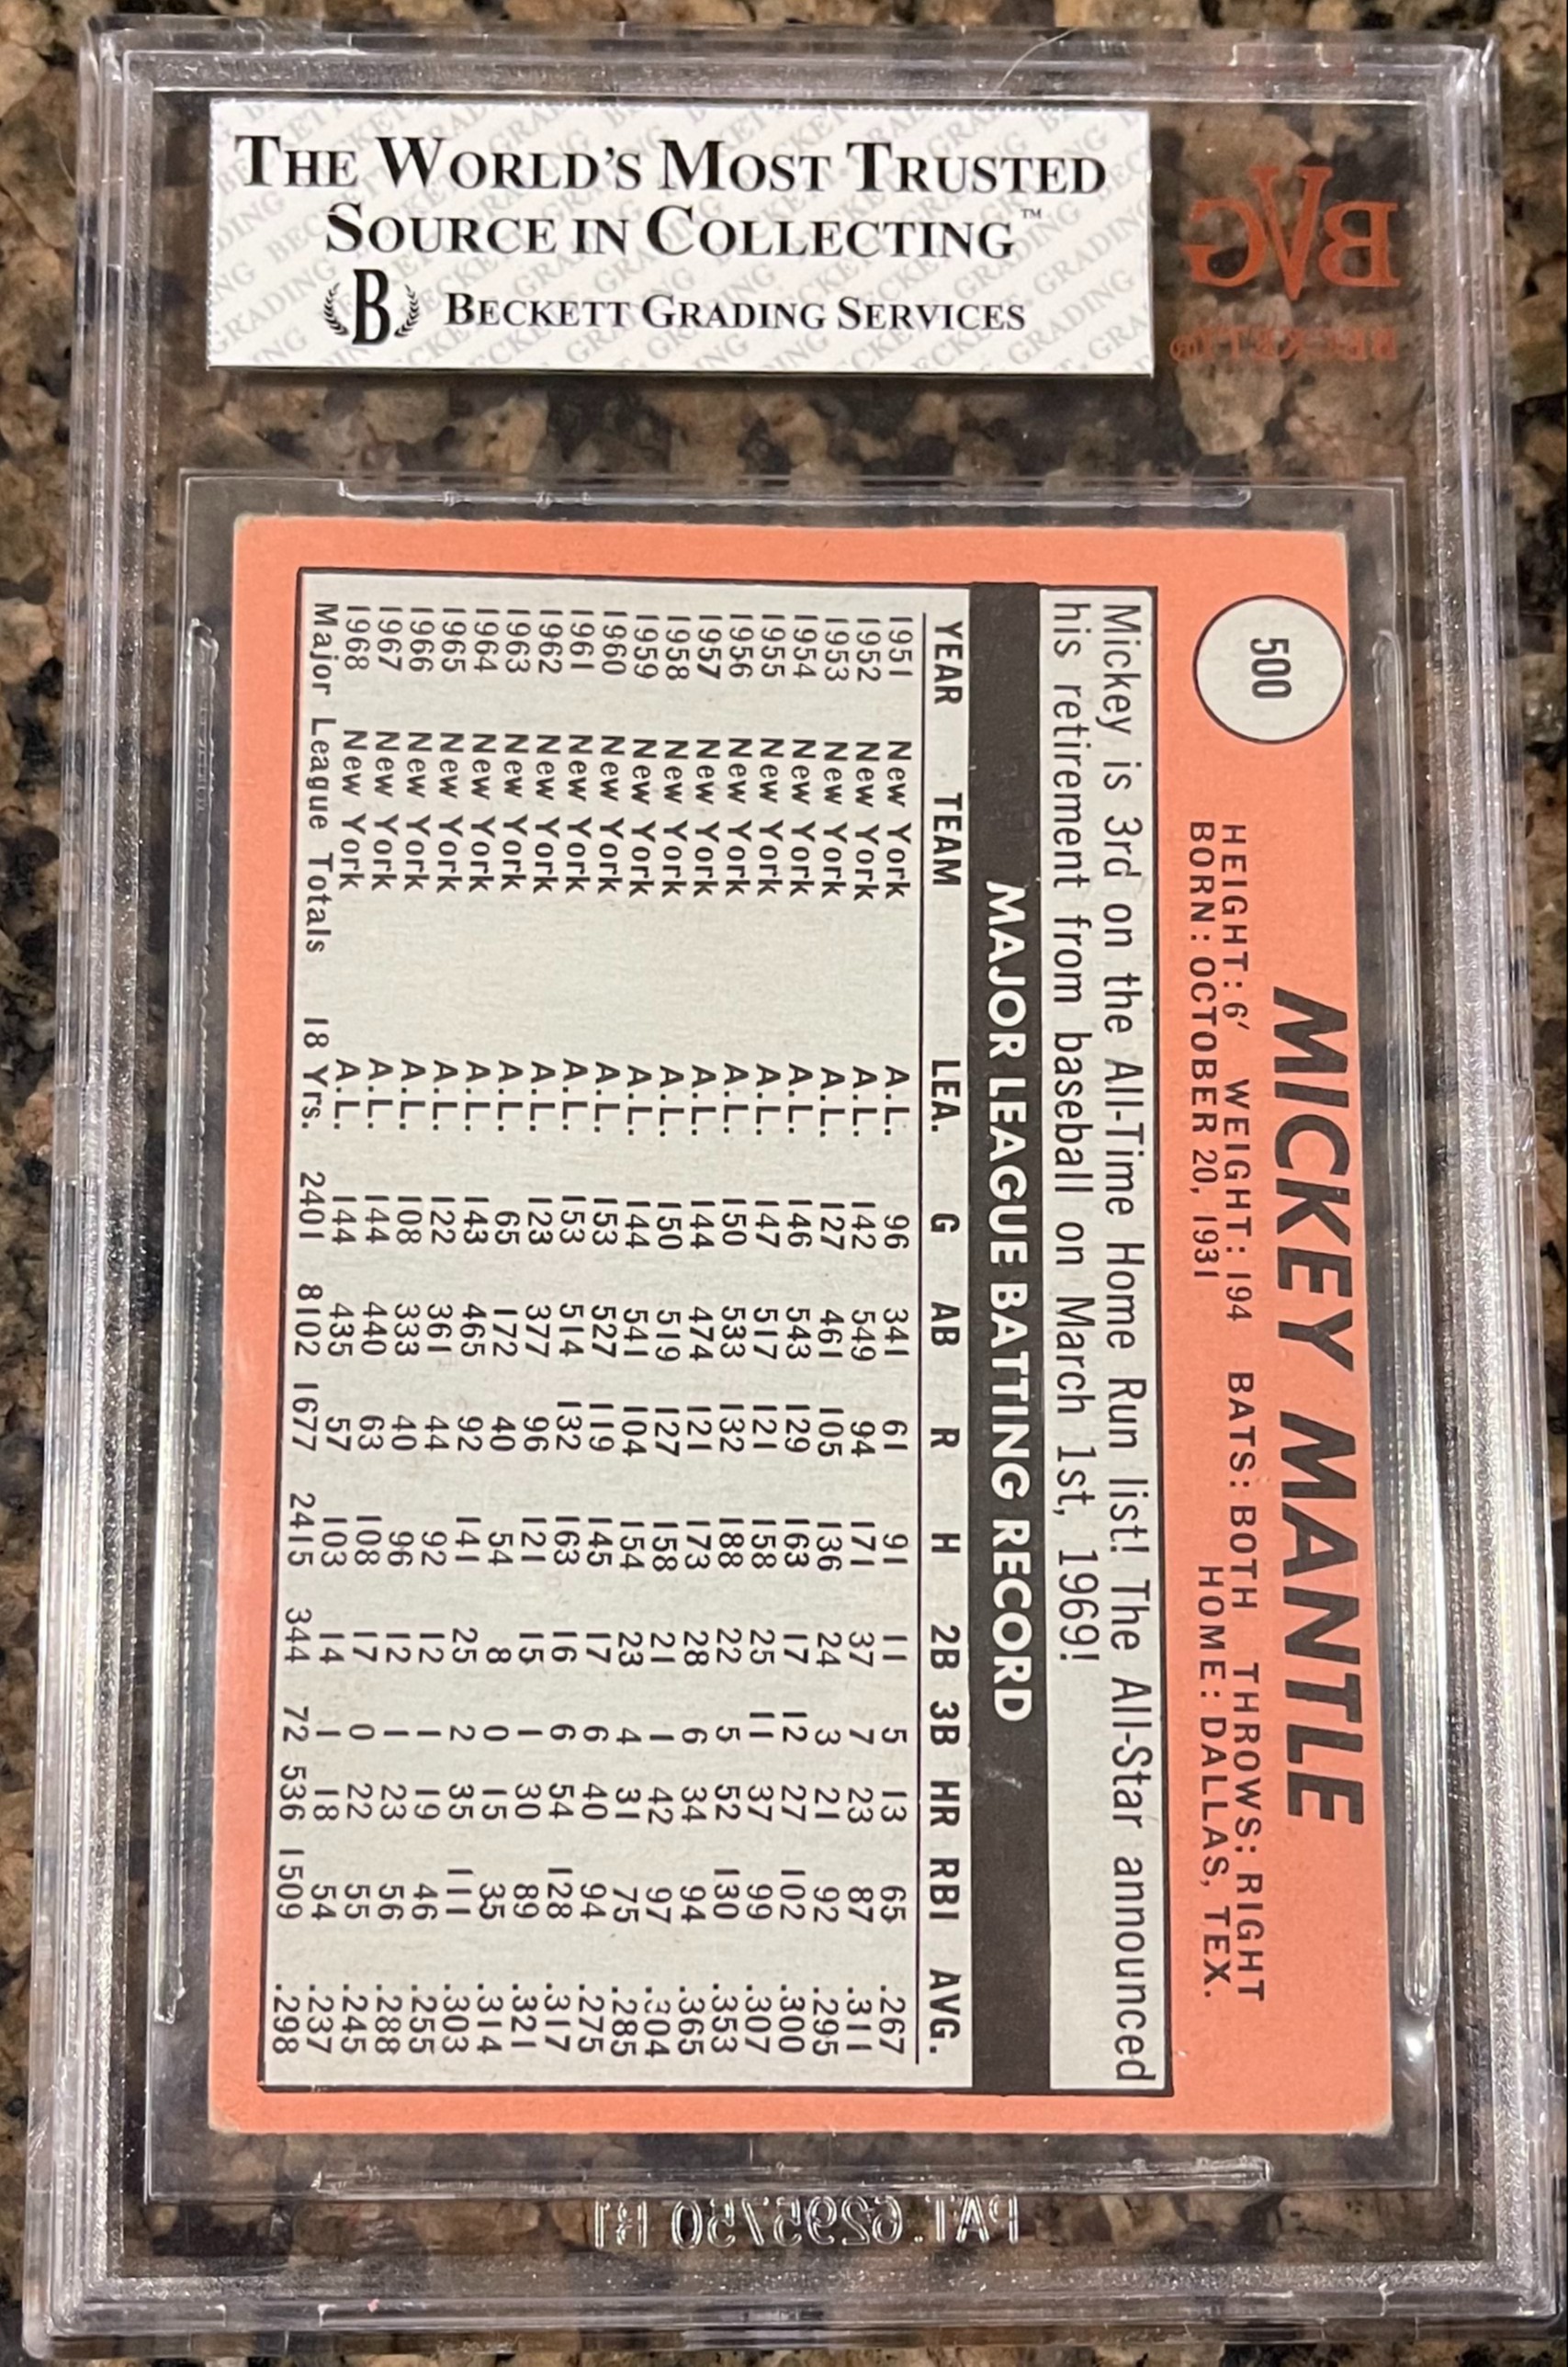 THE WORLD'S MOST TRUSTED
SOURCE IN COLLECTING™
B BECKETT GRADING SERVICES
BVG
BECKETT®
500
MICKEY MANTLE
HEIGHT: 6' WEIGHT: 194 BATS: BOTH THROWS: RIGHT
BORN: OCTOBER 20, 1931 HOME: DALLAS, TEX.
Mickey is 3rd on the All-Time Home Run list! The All-Star announced
his retirement from baseball on March 1st, 1969!
MAJOR LEAGUE BATTING RECORD
YEAR TEAM LEA. G AB R H 2B 3B HR RBI AVG.
1951 New York A.L. 96 341 61 91 11 5 13 65 .267
1952 New York A.L. 142 549 94 171 37 7 23 87 .311
1953 New York A.L. 127 461 105 136 24 3 21 92 .295
1954 New York A.L. 146 543 129 163 17 12 27 102 .300
1955 New York A.L. 147 517 121 158 25 11 37 99 .307
1956 New York A.L. 150 533 132 188 22 5 52 130 .353
1957 New York A.L. 144 474 121 173 28 6 34 94 .365
1958 New York A.L. 150 519 127 158 21 1 42 97 .304
1959 New York A.L. 144 541 104 154 23 4 31 75 .285
1960 New York A.L. 153 527 119 145 17 6 40 94 .275
1961 New York A.L. 153 514 132 163 16 6 54 128 .317
1962 New York A.L. 123 377 96 121 15 1 30 89 .321
1963 New York A.L. 65 172 40 54 8 0 15 35 .314
1964 New York A.L. 143 465 92 141 25 2 35 111 .303
1965 New York A.L. 122 361 44 92 12 1 19 46 .255
1966 New York A.L. 108 333 40 96 12 1 23 56 .288
1967 New York A.L. 144 440 63 108 17 0 22 55 .245
1968 New York A.L. 144 435 57 103 14 1 18 54 .237
Major League Totals 18 Yrs. 2401 8102 1677 2415 344 72 536 1509 .298
PAT. 6295750 B1